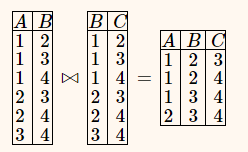 A B B C
1 2 1 2 A B C
1 3 1 3 1 2 3
1 4 ⋈ 1 4 = 1 2 4
2 3 2 3 1 3 4
2 4 2 4 2 3 4
3 4 3 4